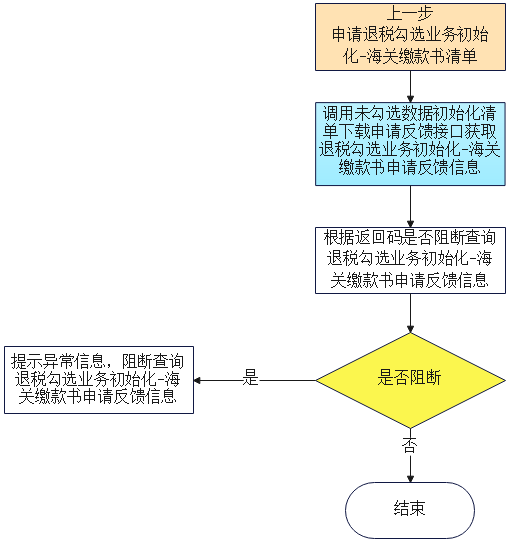 上一步
申请退税勾选业务初始
化-海关缴款书清单
调用未勾选数据初始化清
单下载申请反馈接口获取
退税勾选业务初始化-海关
缴款书申请反馈信息
根据返回码是否阻断查询
退税勾选业务初始化-海
关缴款书申请反馈信息
是否阻断
是
提示异常信息，阻断查询
退税勾选业务初始化-海
关缴款书申请反馈信息
否
结束